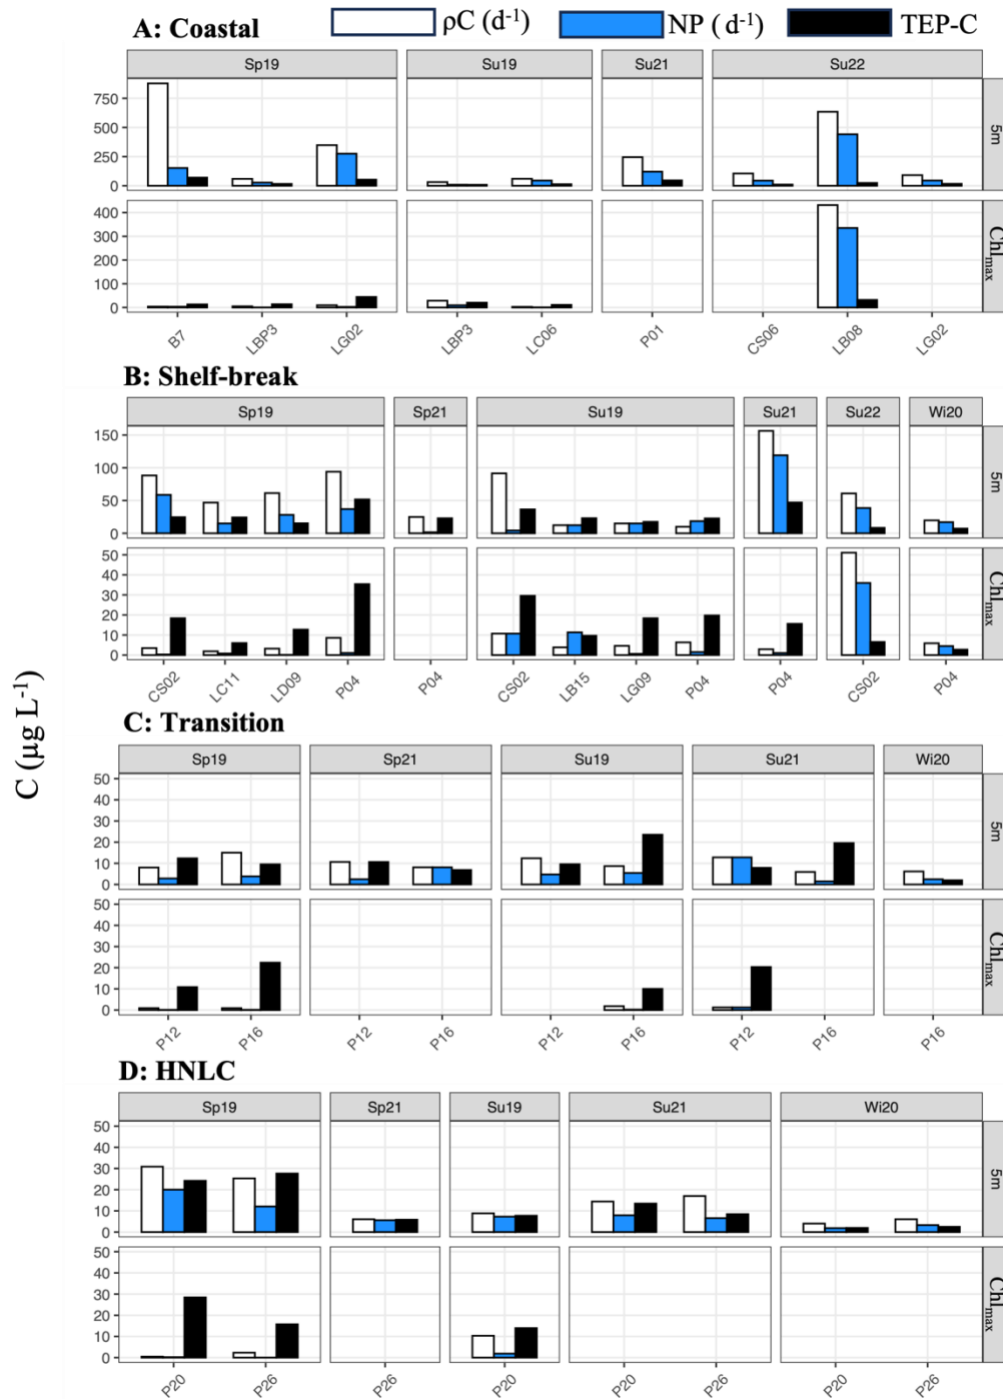 A: Coastal
ρC (d⁻¹) NP (d⁻¹) TEP-C
Sp19 Su19 Su21 Su22
750
500
250
0
5m
400
300
200
100
0
Chlmax
B7 LBP3 LG02 LBP3 LC06 P01 CS06 LB08 LG02
B: Shelf-break
Sp19 Sp21 Su19 Su21 Su22 Wi20
150
100
50
0
5m
50
40
30
20
10
0
Chlmax
CS02 LC11 LD09 P04 P04 CS02 LB15 LG09 P04 P04 CS02 P04
C (µg L⁻¹)
C: Transition
Sp19 Sp21 Su19 Su21 Wi20
50
40
30
20
10
0
5m
50
40
30
20
10
0
Chlmax
P12 P16 P12 P16 P12 P16 P12 P16 P16
D: HNLC
Sp19 Sp21 Su19 Su21 Wi20
50
40
30
20
10
0
5m
50
40
30
20
10
0
Chlmax
P20 P26 P26 P20 P20 P26 P20 P26